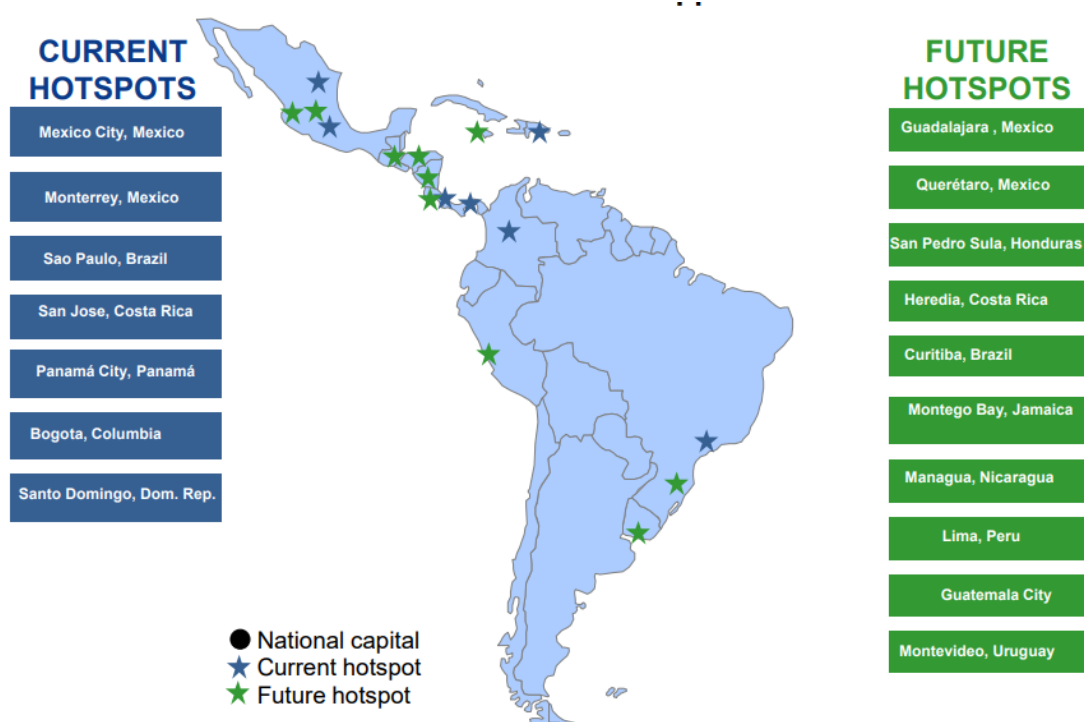 CURRENT
HOTSPOTS
Mexico City, Mexico
Monterrey, Mexico
Sao Paulo, Brazil
San Jose, Costa Rica
Panamá City, Panamá
Bogota, Columbia
Santo Domingo, Dom. Rep.
National capital
Current hotspot
Future hotspot
FUTURE
HOTSPOTS
Guadalajara , Mexico
Querétaro, Mexico
San Pedro Sula, Honduras
Heredia, Costa Rica
Curitiba, Brazil
Montego Bay, Jamaica
Managua, Nicaragua
Lima, Peru
Guatemala City
Montevideo, Uruguay